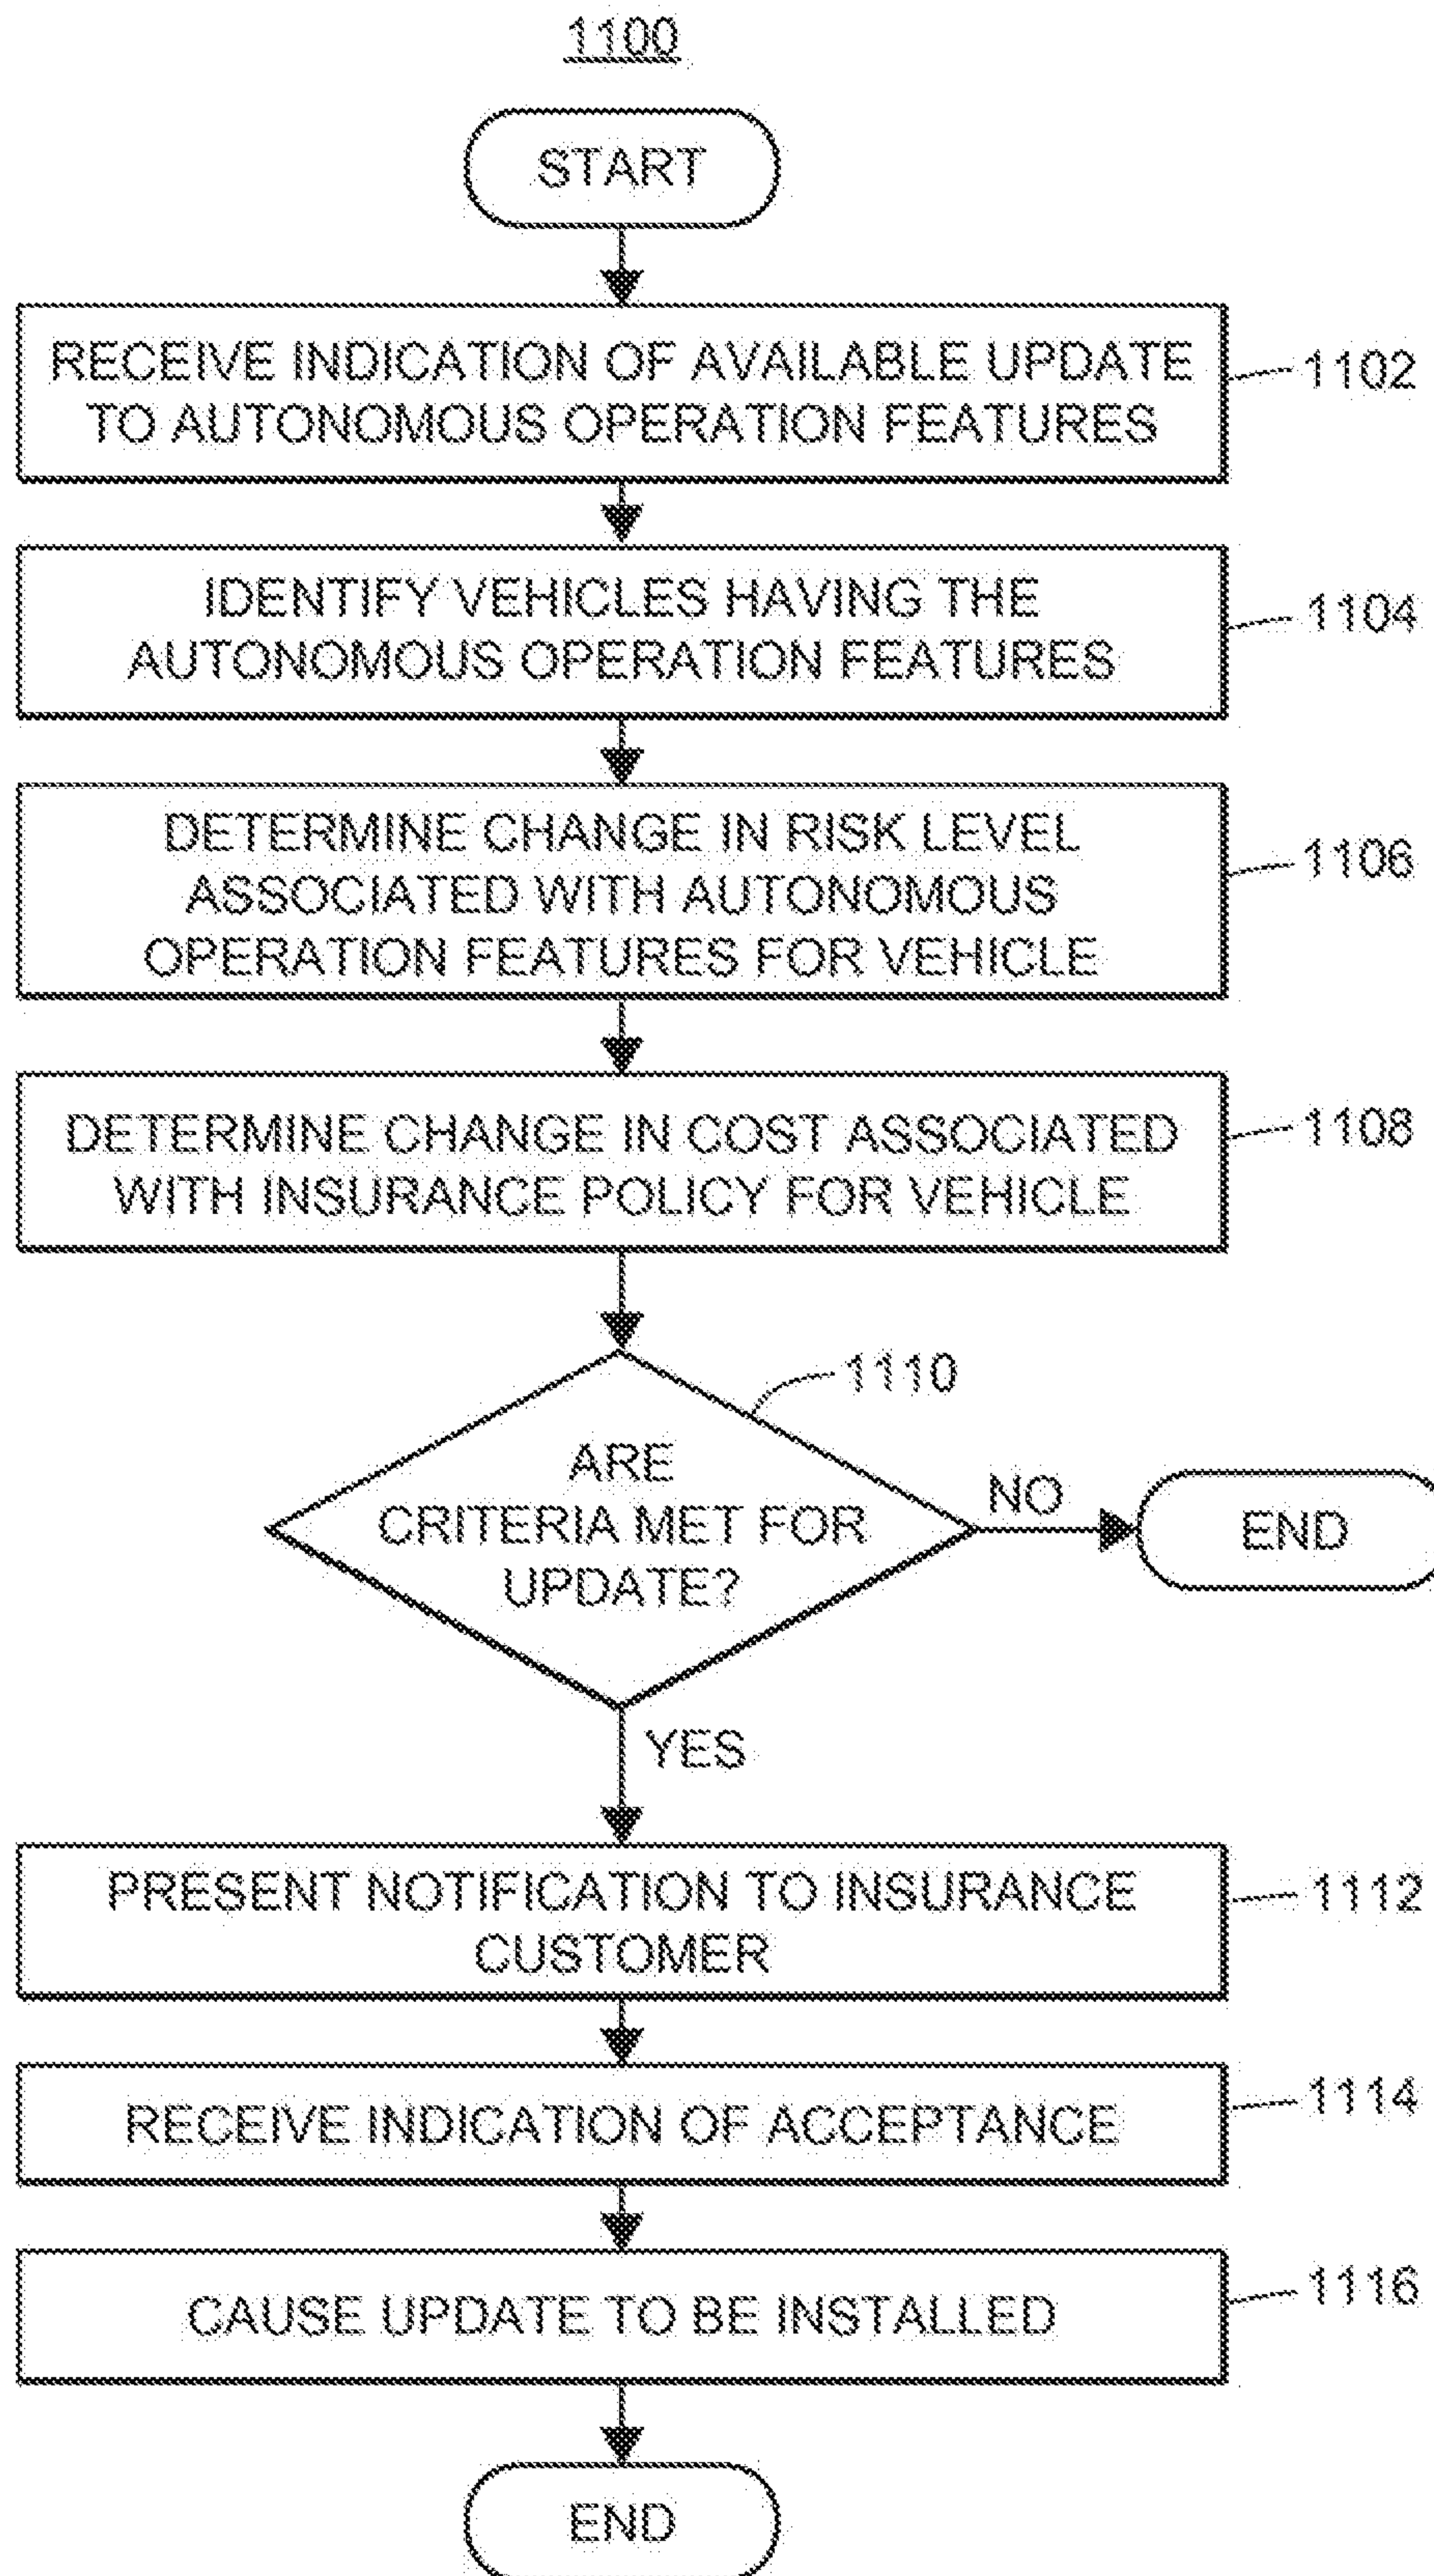 1100
START
RECEIVE INDICATION OF AVAILABLE UPDATE
TO AUTONOMOUS OPERATION FEATURES
1102
IDENTIFY VEHICLES HAVING THE
AUTONOMOUS OPERATION FEATURES
1104
DETERMINE CHANGE IN RISK LEVEL
ASSOCIATED WITH AUTONOMOUS
OPERATION FEATURES FOR VEHICLE
1106
DETERMINE CHANGE IN COST ASSOCIATED
WITH INSURANCE POLICY FOR VEHICLE
1108
1110
ARE
CRITERIA MET FOR
UPDATE?
NO
END
YES
PRESENT NOTIFICATION TO INSURANCE
CUSTOMER
1112
RECEIVE INDICATION OF ACCEPTANCE
1114
CAUSE UPDATE TO BE INSTALLED
1116
END